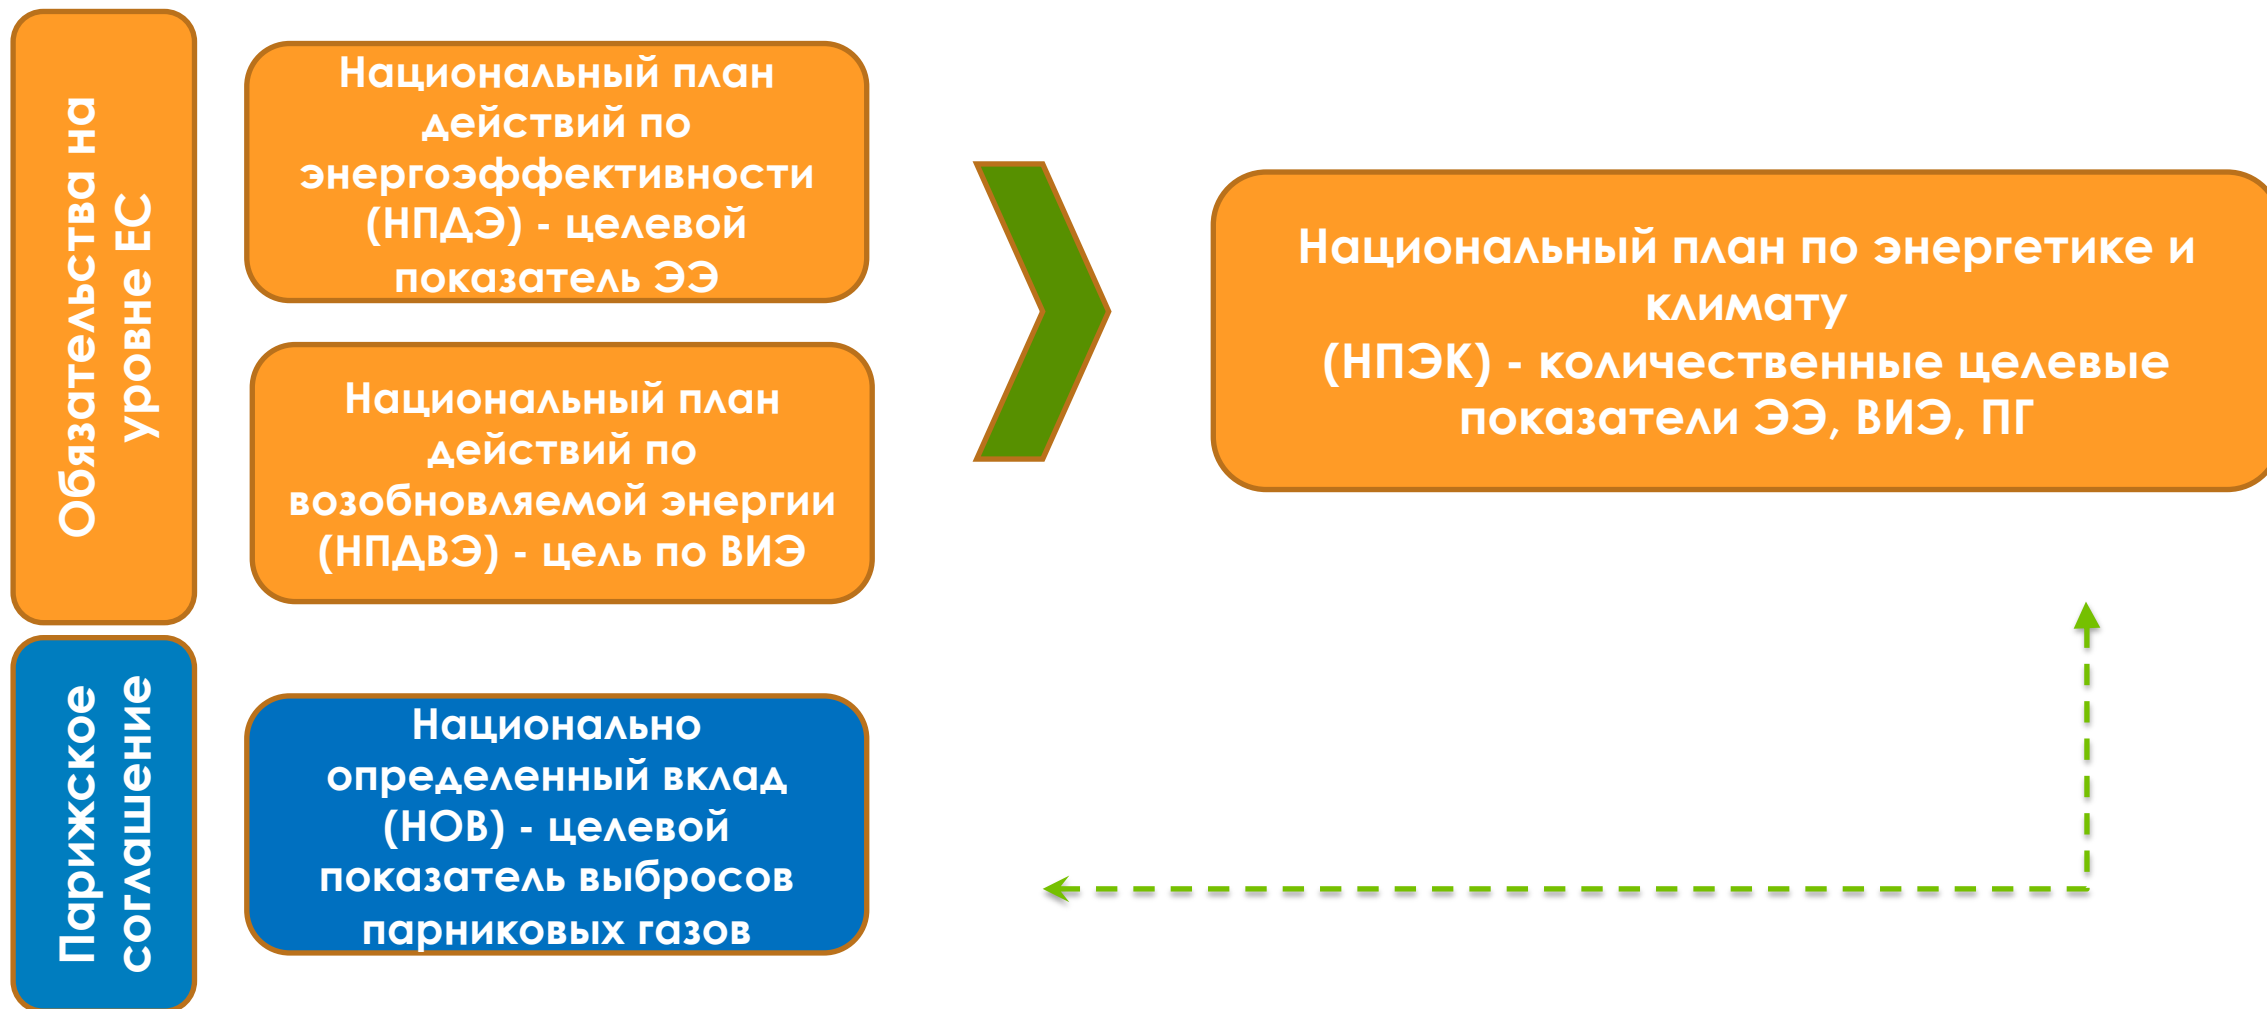 Обязательства на
уровне ЕС
Национальный план
действий по
энергоэффективности
(НПДЭ) - целевой
показатель ЭЭ
Национальный план
действий по
возобновляемой энергии
(НПДВЭ) - цель по ВИЭ
Национальный план по энергетике и
климату
(НПЭК) - количественные целевые
показатели ЭЭ, ВИЭ, ПГ
Парижское
соглашение
Национально
определенный вклад
(НОВ) - целевой
показатель выбросов
парниковых газов